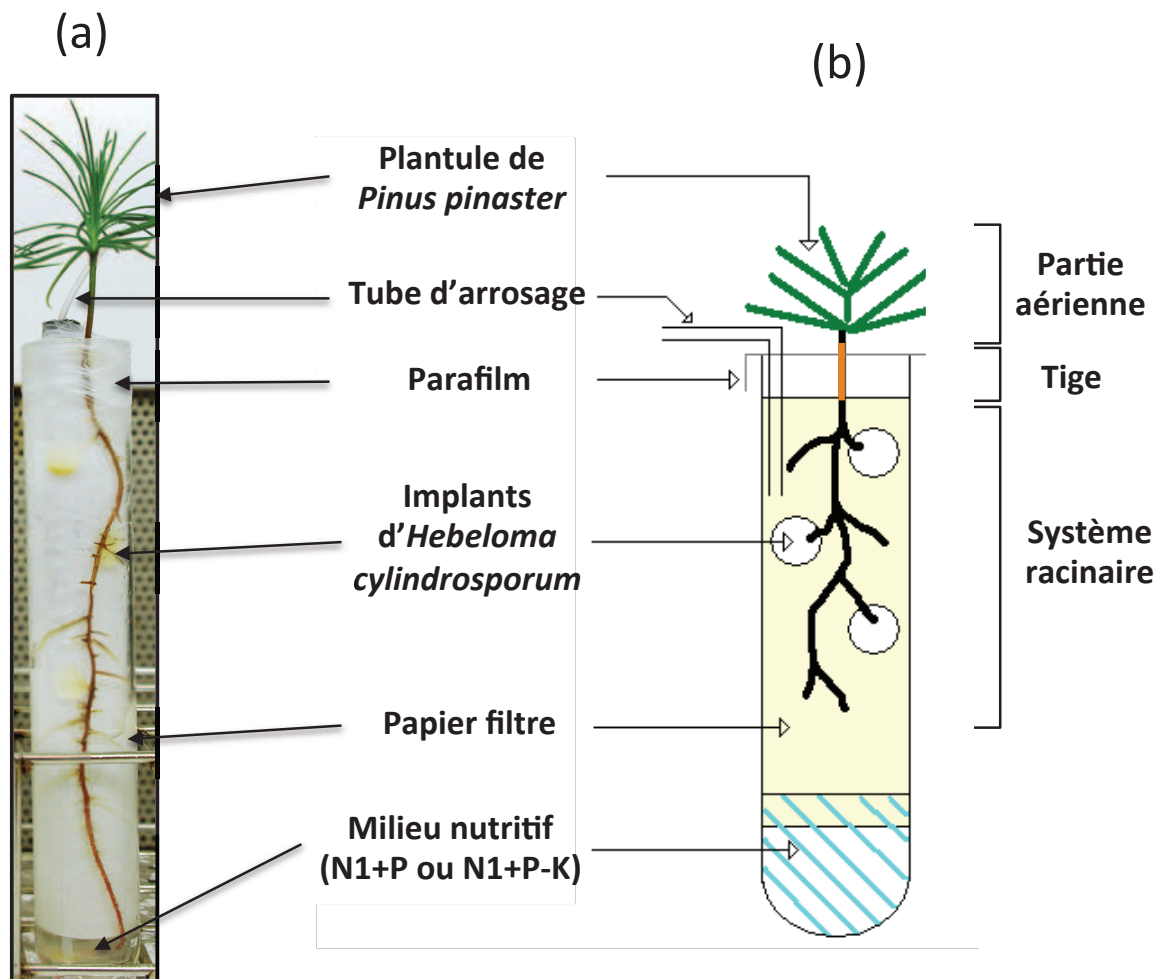 (a)
(b)
Plantule de
Pinus pinaster
Tube d’arrosage
Parafilm
Implants
d’Hebeloma
cylindrosporum
Papier filtre
Milieu nutritif
(N1+P ou N1+P-K)
Partie
aérienne
Tige
Système
racinaire